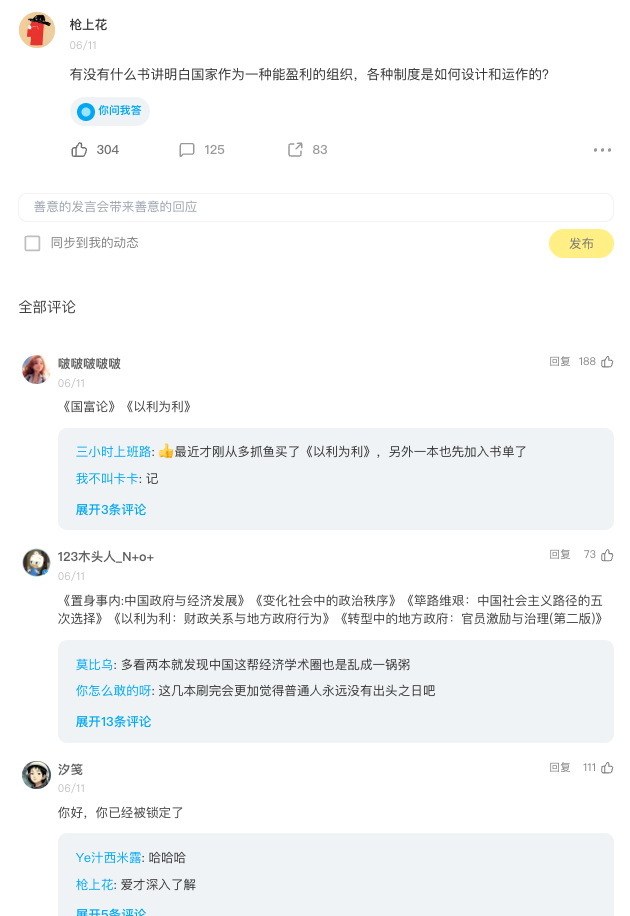 枪上花
06/11
有没有什么书讲明白国家作为一种能盈利的组织，各种制度是如何设计和运作的?
你问我答
304
125
83
善意的发言会带来善意的回应
同步到我的动态
发布
全部评论
啵啵啵啵啵
回复 188
06/11
《国富论》《以利为利》
三小时上班路: 👍最近才刚从多抓鱼买了《以利为利》，另外一本也先加入书单了
我不叫卡卡: 记
展开3条评论
123木头人_N+o+
回复 73
06/11
《置身事内:中国政府与经济发展》《变化社会中的政治秩序》《筚路维艰：中国社会主义路径的五
次选择》《以利为利：财政关系与地方政府行为》《转型中的地方政府：官员激励与治理(第二版)》
莫比乌: 多看两本就发现中国这帮经济学术圈也是乱成一锅粥
你怎么敢的呀: 这几本刷完会更加觉得普通人永远没有出头之日吧
展开13条评论
汐笺
回复 111
06/11
你好，你已经被锁定了
Ye汁西米露: 哈哈哈
枪上花: 爱才深入了解
展开5条评论